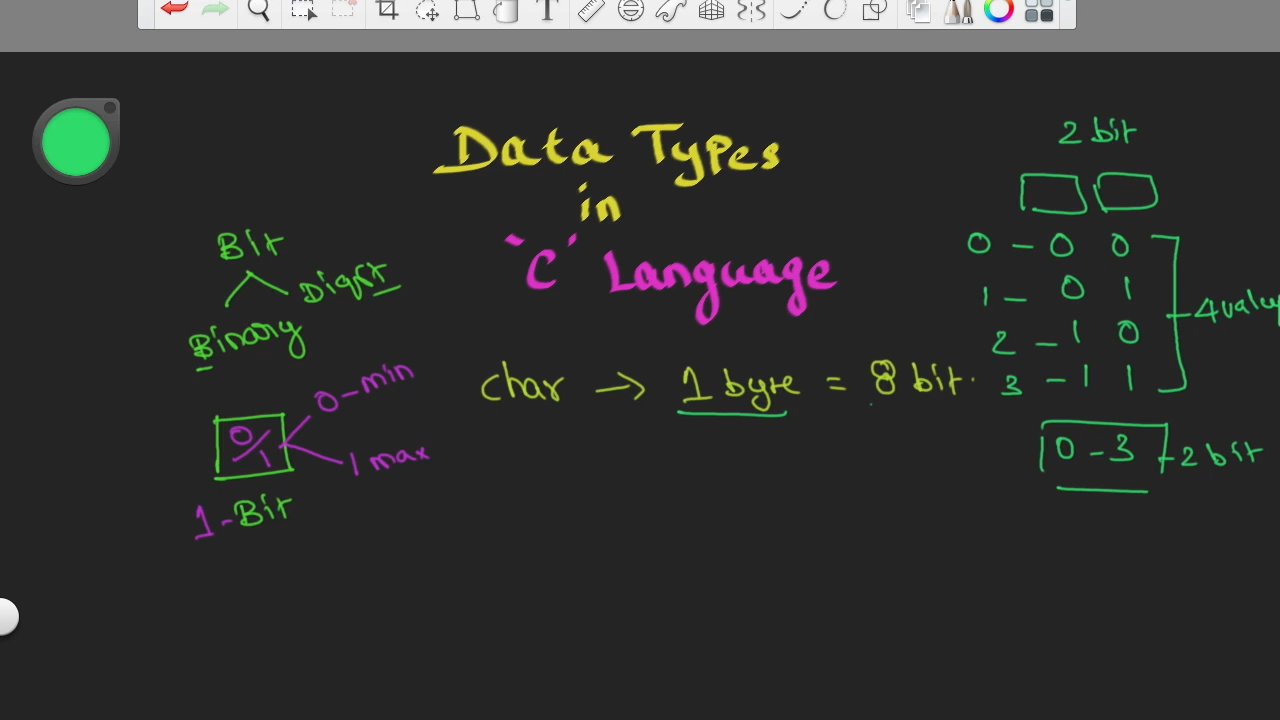 Data Types
in
`C' Language
Bit
Binary
Digit
0/1
0-min
1 max
1-Bit
char → 1 byte = 8 bit.
2 bit
0 - 0 0
1 - 0 1
2 - 1 0
3 - 1 1
4 value
0 - 3 - 2 bit